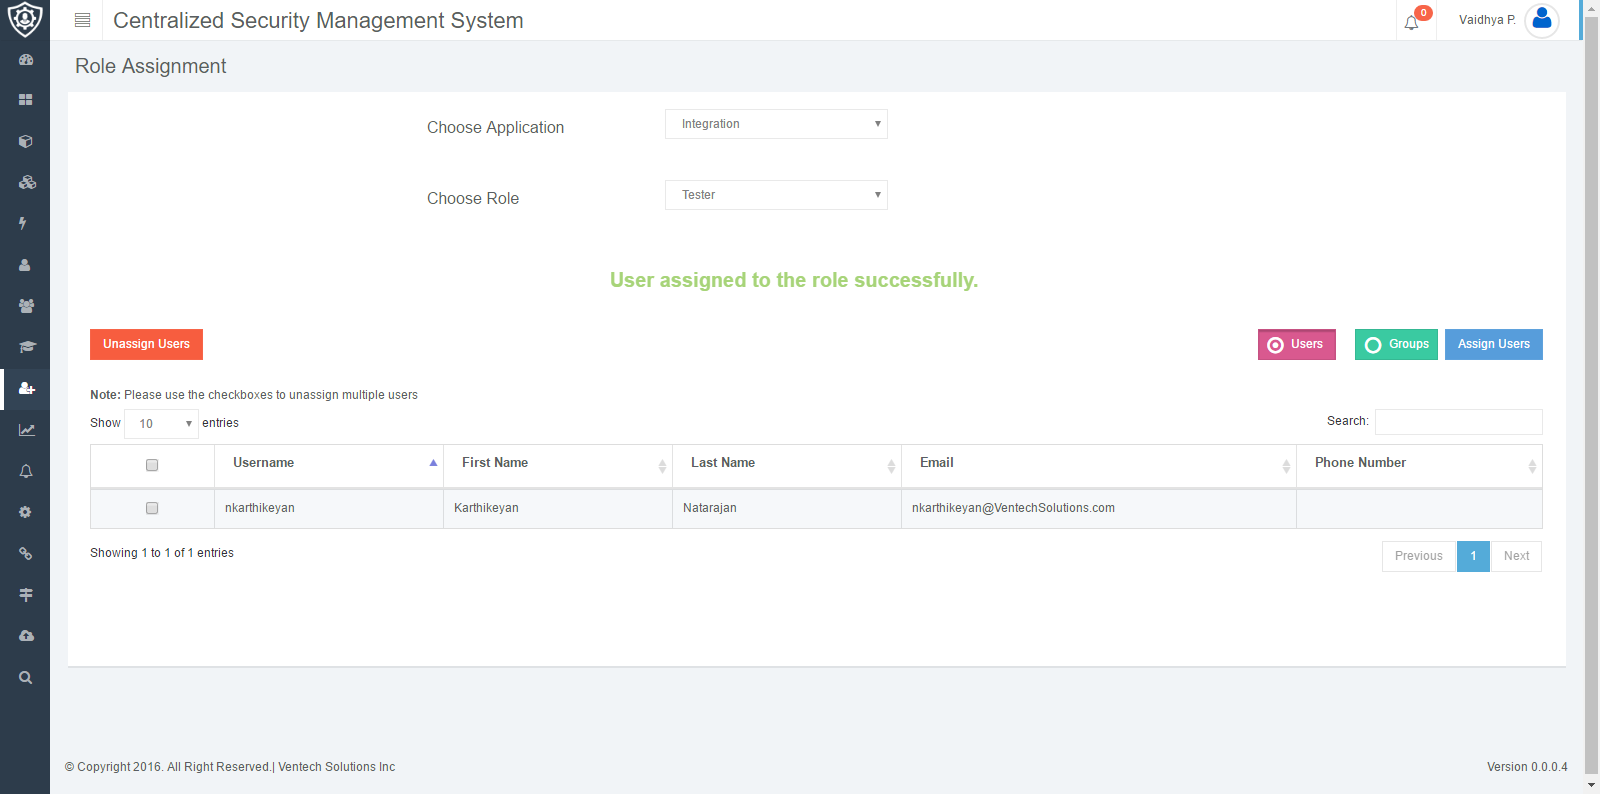 Centralized Security Management System
0
Vaidhya P.
Role Assignment
Choose Application
Integration
Choose Role
Tester
User assigned to the role successfully.
Unassign Users
Users
Groups
Assign Users
Note: Please use the checkboxes to unassign multiple users
Show 10 entries
Search:
Username First Name Last Name Email Phone Number
nkarthikeyan Karthikeyan Natarajan nkarthikeyan@VentechSolutions.com
Showing 1 to 1 of 1 entries
Previous 1 Next
© Copyright 2016. All Right Reserved.| Ventech Solutions Inc
Version 0.0.0.4